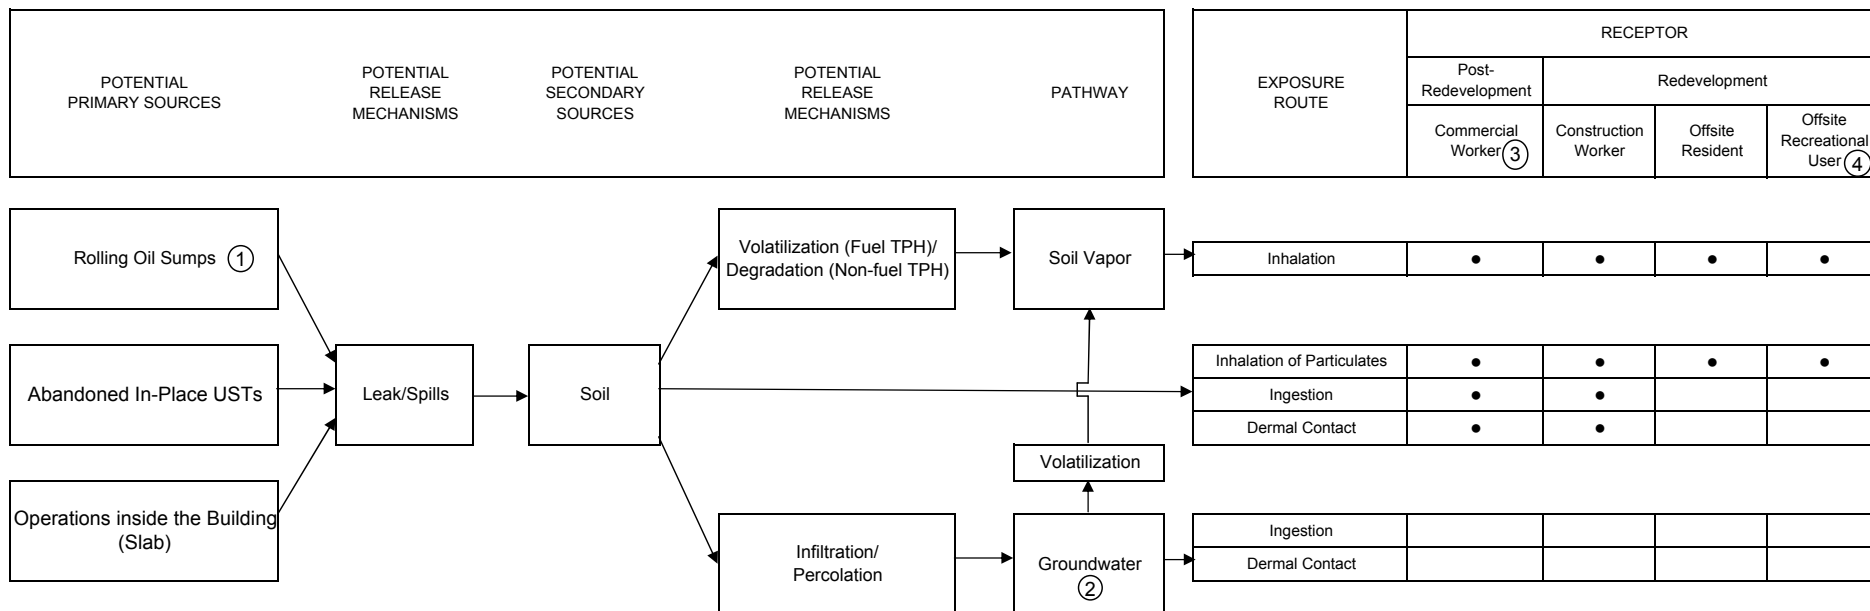 POTENTIAL
PRIMARY SOURCES
POTENTIAL
RELEASE
MECHANISMS
POTENTIAL
SECONDARY
SOURCES
POTENTIAL
RELEASE
MECHANISMS
PATHWAY
EXPOSURE
ROUTE
RECEPTOR
Post-
Redevelopment
Redevelopment
Commercial
Worker 3
Construction
Worker
Offsite
Resident
Offsite
Recreational
User 4
Rolling Oil Sumps 1
Volatilization (Fuel TPH)/
Degradation (Non-fuel TPH)
Soil Vapor
Inhalation ● ● ● ●
Abandoned In-Place USTs
Leak/Spills
Soil
Inhalation of Particulates ● ● ● ●
Ingestion ● ●
Dermal Contact ● ●
Volatilization
Operations inside the Building
(Slab)
Infiltration/
Percolation
Groundwater
2
Ingestion
Dermal Contact